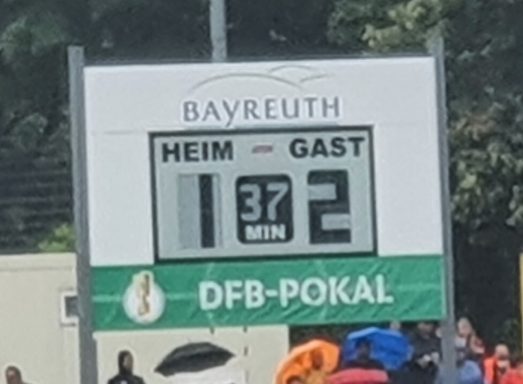 BAYREUTH
HEIM - GAST
1 37 2
MIN
DFB-POKAL